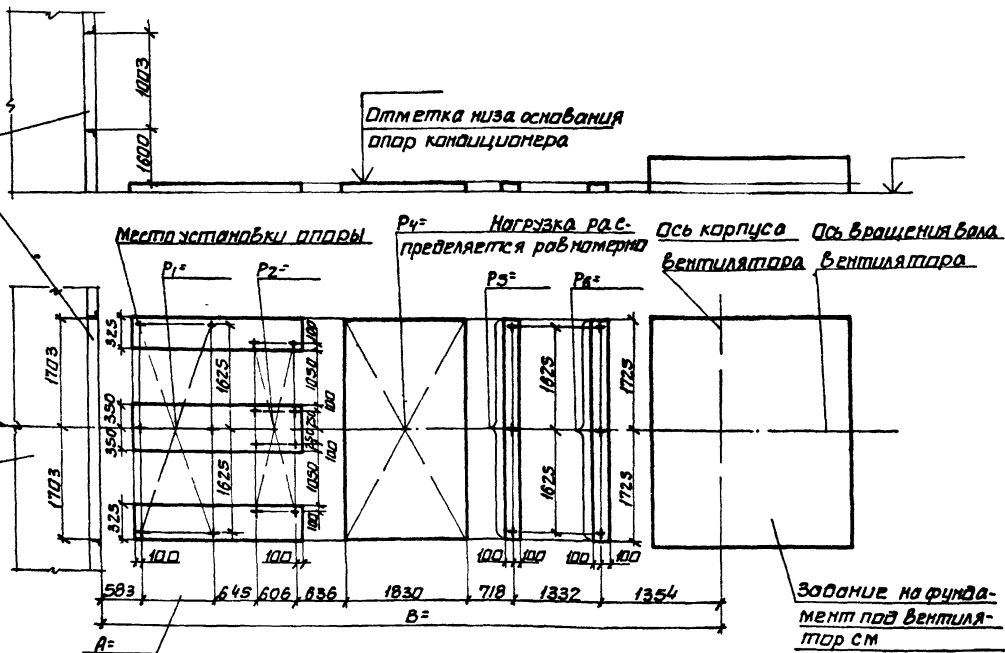 1003
1600
Отметка низа основания
опор кондиционера
Место установки опоры
P1=
P2=
P4= Нагрузка рас-
пределяется равномерно
P5=
P6=
Ось корпуса
вентилятора
Ось вращения вала
вентилятора
1703
1703
325
350
350
325
1625
1625
100
1050
100
250
250
100
1050
100
1625
1625
1725
1725
100
100
100
100
100
100
583
645
606
836
1830
718
1332
1354
A=
B=
Задание на фунда-
мент под вентиля-
тор см